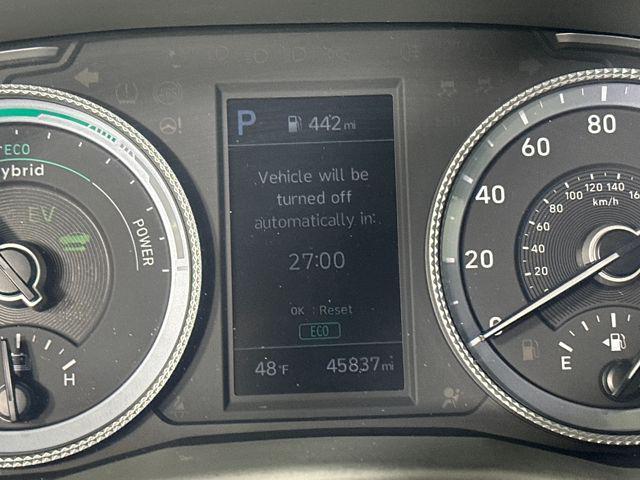 P 442 mi
Vehicle will be
turned off
automatically in:
27:00
OK : Reset
ECO
48°F 45837 mi
ECO
ybrid
EV
POWER
H
0
20
40
60
80
20
40
60
80
100 120 140
km/h
E